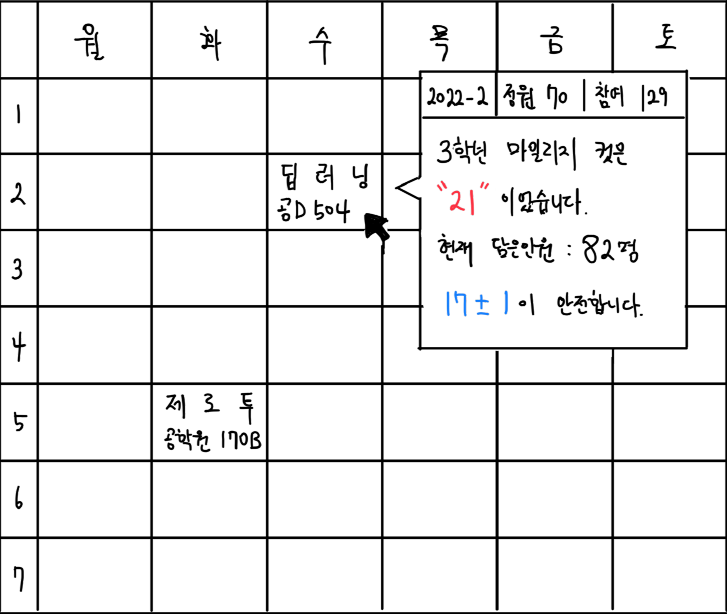 월 화 수 목 금 토
1
2022-2 정원 70 참여 129
3학년 마일리지 컷은
2
딥 러 닝
"21" 이었습니다.
공D 504
현재 담은인원 : 82명
3
17 ± 1 이 안전합니다.
4
5
제 로 투
공학원 170B
6
7